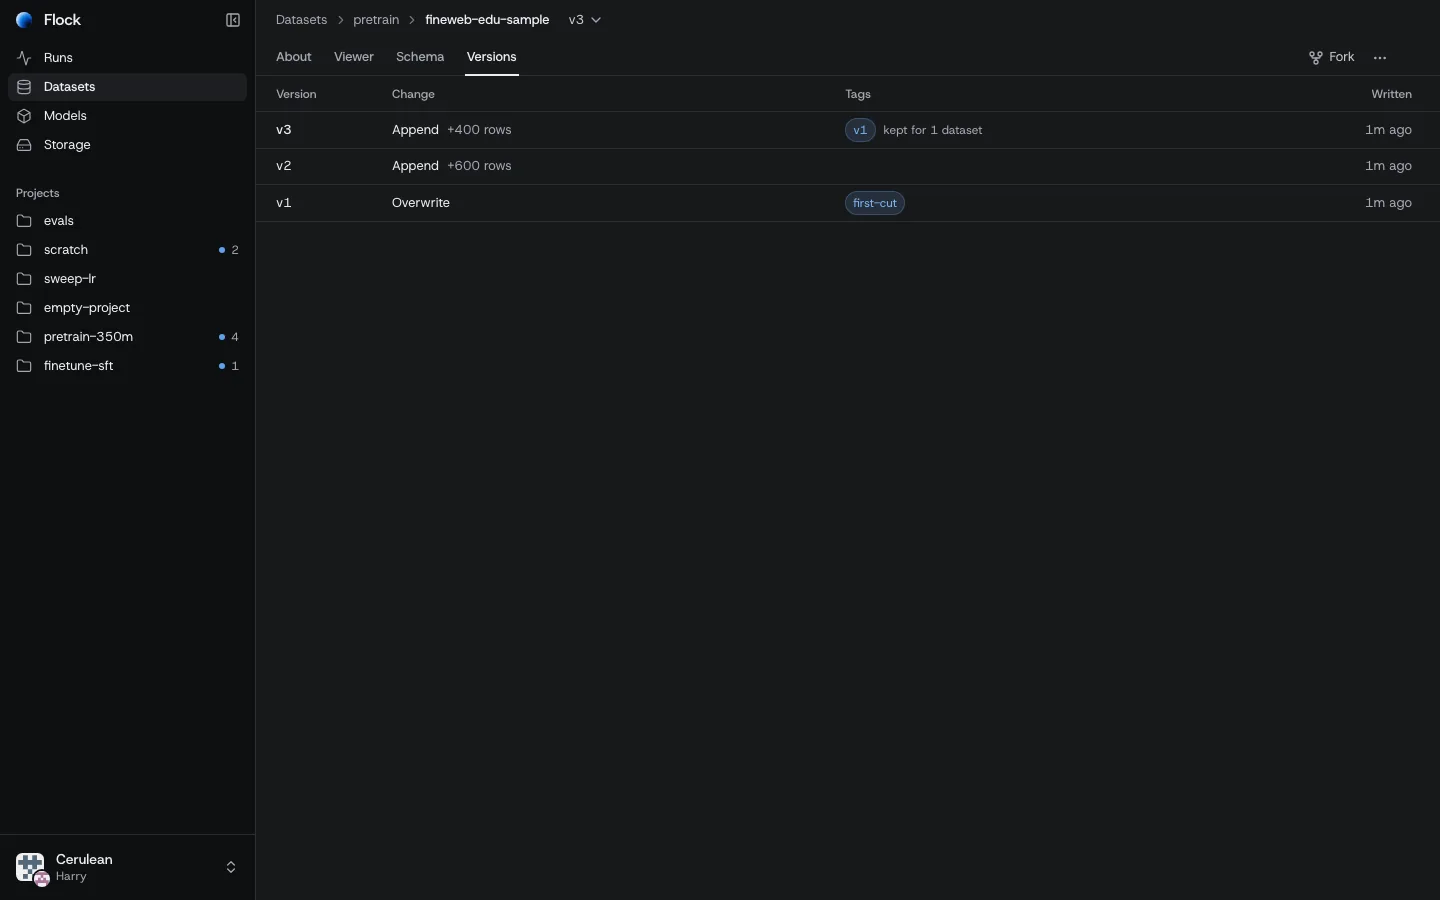 Flock
Runs
Datasets
Models
Storage
Projects
evals
scratch 2
sweep-lr
empty-project
pretrain-350m 4
finetune-sft 1
Cerulean
Harry
Datasets > pretrain > fineweb-edu-sample v3
About Viewer Schema Versions Fork ...
Version Change Tags Written
v3 Append +400 rows v1 kept for 1 dataset 1m ago
v2 Append +600 rows 1m ago
v1 Overwrite first-cut 1m ago